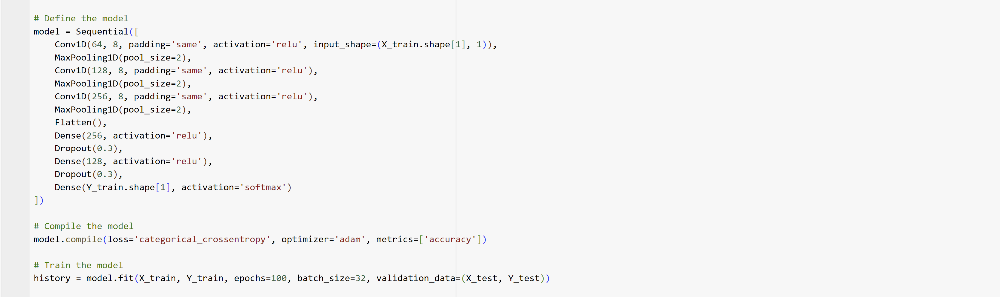 # Define the model
model = Sequential([
    Conv1D(64, 8, padding='same', activation='relu', input_shape=(X_train.shape[1], 1)),
    MaxPooling1D(pool_size=2),
    Conv1D(128, 8, padding='same', activation='relu'),
    MaxPooling1D(pool_size=2),
    Conv1D(256, 8, padding='same', activation='relu'),
    MaxPooling1D(pool_size=2),
    Flatten(),
    Dense(256, activation='relu'),
    Dropout(0.3),
    Dense(128, activation='relu'),
    Dropout(0.3),
    Dense(Y_train.shape[1], activation='softmax')
])
# Compile the model
model.compile(loss='categorical_crossentropy', optimizer='adam', metrics=['accuracy'])
# Train the model
history = model.fit(X_train, Y_train, epochs=100, batch_size=32, validation_data=(X_test, Y_test))